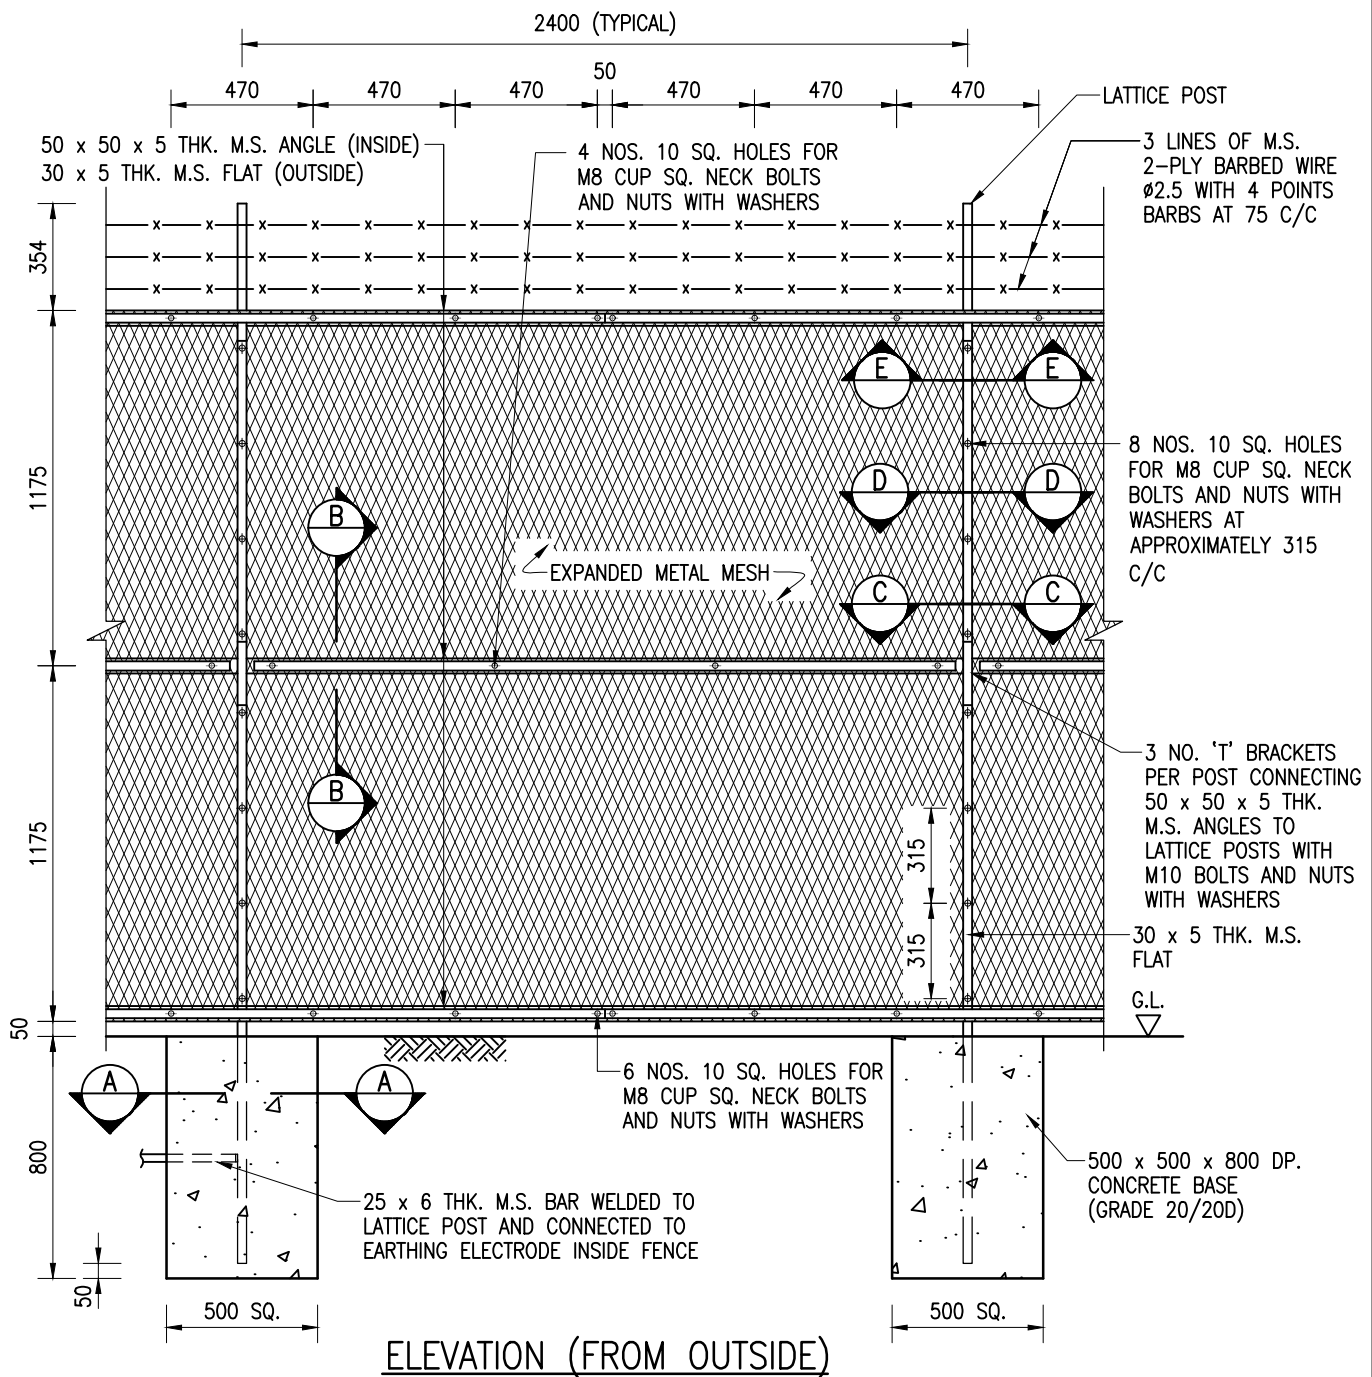 2400 (TYPICAL)
50
470 470 470 470 470 470
LATTICE POST
50 x 50 x 5 THK. M.S. ANGLE (INSIDE)
30 x 5 THK. M.S. FLAT (OUTSIDE)
4 NOS. 10 SQ. HOLES FOR
M8 CUP SQ. NECK BOLTS
AND NUTS WITH WASHERS
3 LINES OF M.S.
2-PLY BARBED WIRE
ø2.5 WITH 4 POINTS
BARBS AT 75 C/C
354
1175
E E
8 NOS. 10 SQ. HOLES
FOR M8 CUP SQ. NECK
BOLTS AND NUTS WITH
WASHERS AT
APPROXIMATELY 315
C/C
D D
B
EXPANDED METAL MESH
C C
3 NO. 'T' BRACKETS
PER POST CONNECTING
50 x 50 x 5 THK.
M.S. ANGLES TO
LATTICE POSTS WITH
M10 BOLTS AND NUTS
WITH WASHERS
B
1175
315
315
30 x 5 THK. M.S.
FLAT
G.L.
50
A A
6 NOS. 10 SQ. HOLES FOR
M8 CUP SQ. NECK BOLTS
AND NUTS WITH WASHERS
800
25 x 6 THK. M.S. BAR WELDED TO
LATTICE POST AND CONNECTED TO
EARTHING ELECTRODE INSIDE FENCE
500 x 500 x 800 DP.
CONCRETE BASE
(GRADE 20/20D)
50
500 SQ. 500 SQ.
ELEVATION (FROM OUTSIDE)